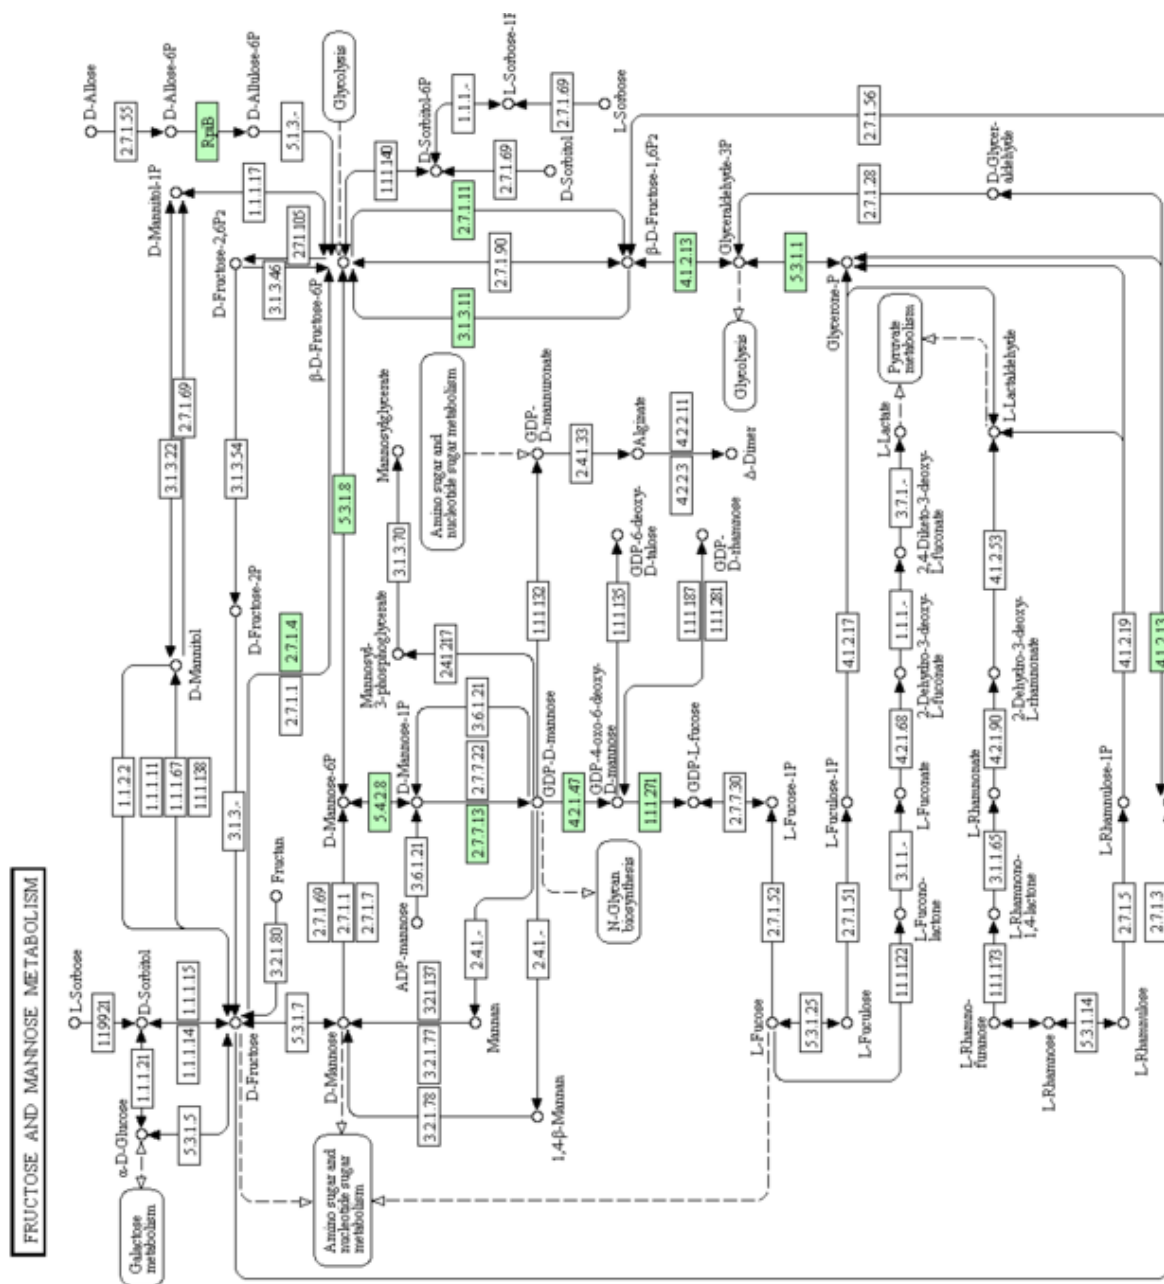 FRUCTOSE AND MANNOSE METABOLISM
L-Sorbose
1.1.99.21
D-Allose
2.7.1.55
D-Allose-6P
RpaB
D-Allulose-6P
5.1.3.-
Galactose
metabolism
α-D-Glucose
1.1.1.21
D-Sorbitol
5.3.1.5
1.1.1.14
1.1.1.15
1.1.2.2
1.1.1.11
1.1.1.67
1.1.1.138
D-Mannitol
3.1.3.22
2.7.1.69
D-Mannitol-1P
1.1.1.17
D-Fructose
3.1.3.-
D-Fructose-2P
3.1.3.54
D-Fructose-2,6P2
3.1.3.46
2.7.1.105
3.2.1.80
Fructan
2.7.1.1
2.7.1.4
β-D-Fructose-6P
Glycolysis
5.3.1.7
Amino sugar and
nucleotide sugar
metabolism
D-Mannose
2.7.1.69
2.7.1.1
2.7.1.7
D-Mannose-6P
5.3.1.8
1.1.1.140
D-Sorbitol-6P
1.1.1.-
L-Sorbose-1P
2.7.1.69
L-Sorbose
2.7.1.69
D-Sorbitol
5.4.2.8
ADP-mannose
3.6.1.21
D-Mannose-1P
Mannosyl-
3-phosphoglycerate
3.1.3.70
Mannosylglycerate
2.4.1.217
3.2.1.78
3.2.1.77
3.2.1.137
Mannan
2.4.1.-
2.4.1.-
1,4-β-Mannan
2.7.7.13
2.7.7.22
3.6.1.21
GDP-D-mannose
Amino sugar and
nucleotide sugar metabolism
1.1.1.132
GDP-
D-mannuronate
2.4.1.33
Alginate
4.2.2.3
4.2.2.11
Δ-Dimer
3.1.3.11
2.7.1.90
2.7.1.11
β-D-Fructose-1,6P2
4.2.1.47
N-Glycan
biosynthesis
GDP-4-oxo-6-deoxy-
D-mannose
1.1.1.135
GDP-6-deoxy-
D-talose
1.1.1.187
1.1.1.281
GDP-
D-rhamnose
1.1.1.271
GDP-L-fucose
2.7.7.30
4.1.2.13
Glyceraldehyde-3P
Glycolysis
5.3.1.1
L-Fucose
2.7.1.52
L-Fucose-1P
5.3.1.25
L-Fuculose
2.7.1.51
L-Fuculose-1P
4.1.2.17
Glycerone-P
2.7.1.28
2.7.1.56
1.1.1.122
L-Fucono-
lactone
3.1.1.-
L-Fuconate
4.2.1.68
2-Dehydro-3-deoxy-
L-fuconate
1.1.1.-
2,4-Diketo-3-deoxy-
L-fuconate
3.7.1.-
L-Lactate
Pyruvate
metabolism
L-Rhamno-
furanose
1.1.1.173
L-Rhamnono-
1,4-lactone
3.1.1.65
L-Rhamnonate
4.2.1.90
2-Dehydro-3-deoxy-
L-rhamnonate
4.1.2.53
L-Lactaldehyde
D-Glycer-
aldehyde
L-Rhamnose
5.3.1.14
L-Rhamnulose
2.7.1.5
L-Rhamnulose-1P
4.1.2.19
2.7.1.3
4.1.2.13